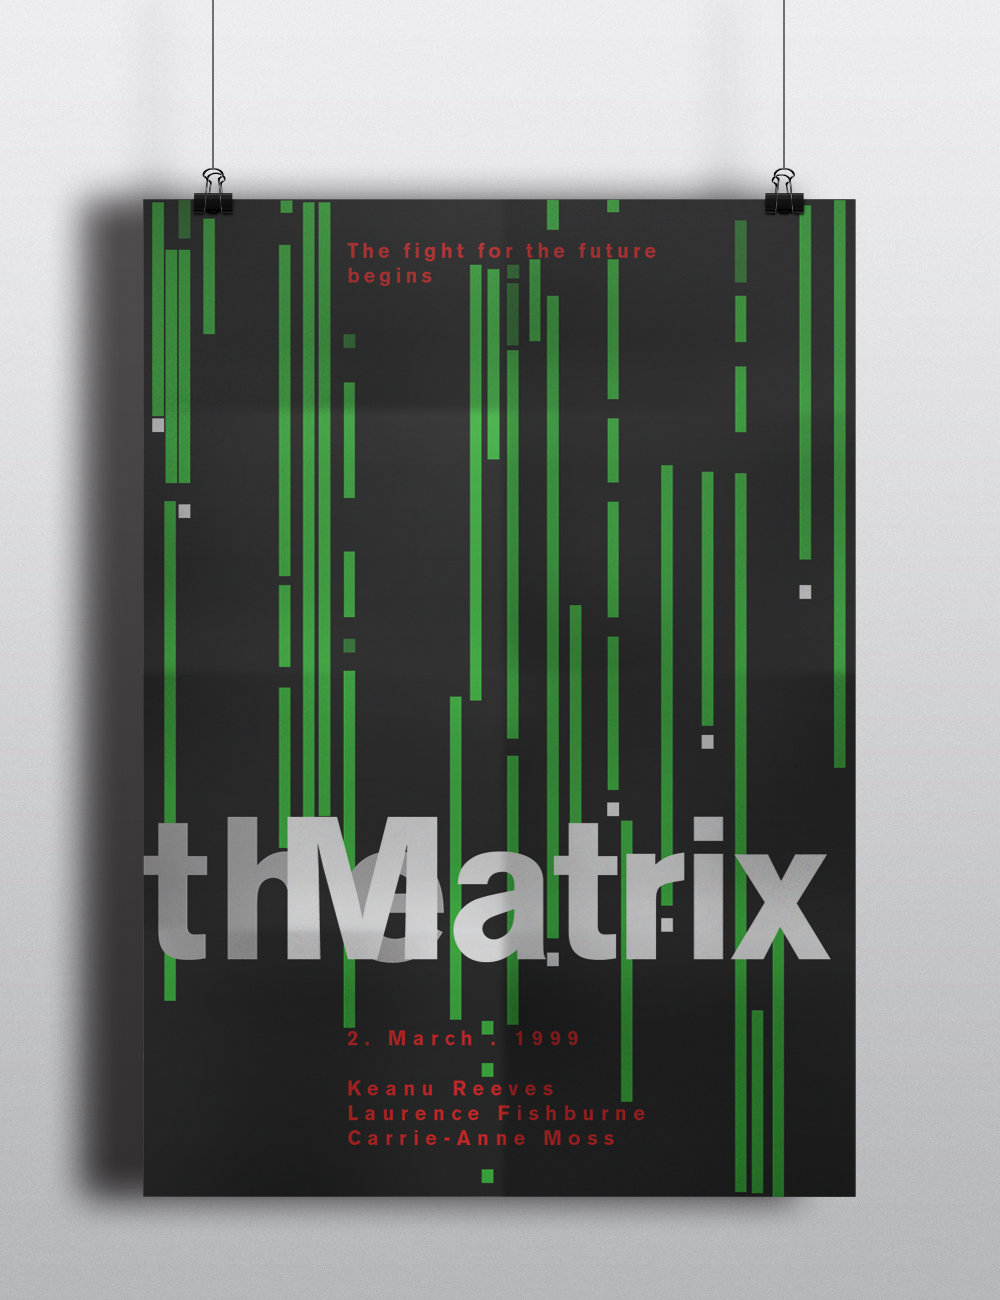 The fight for the future
begins
theMatrix
2. March . 1999
Keanu Reeves
Laurence Fishburne
Carrie-Anne Moss